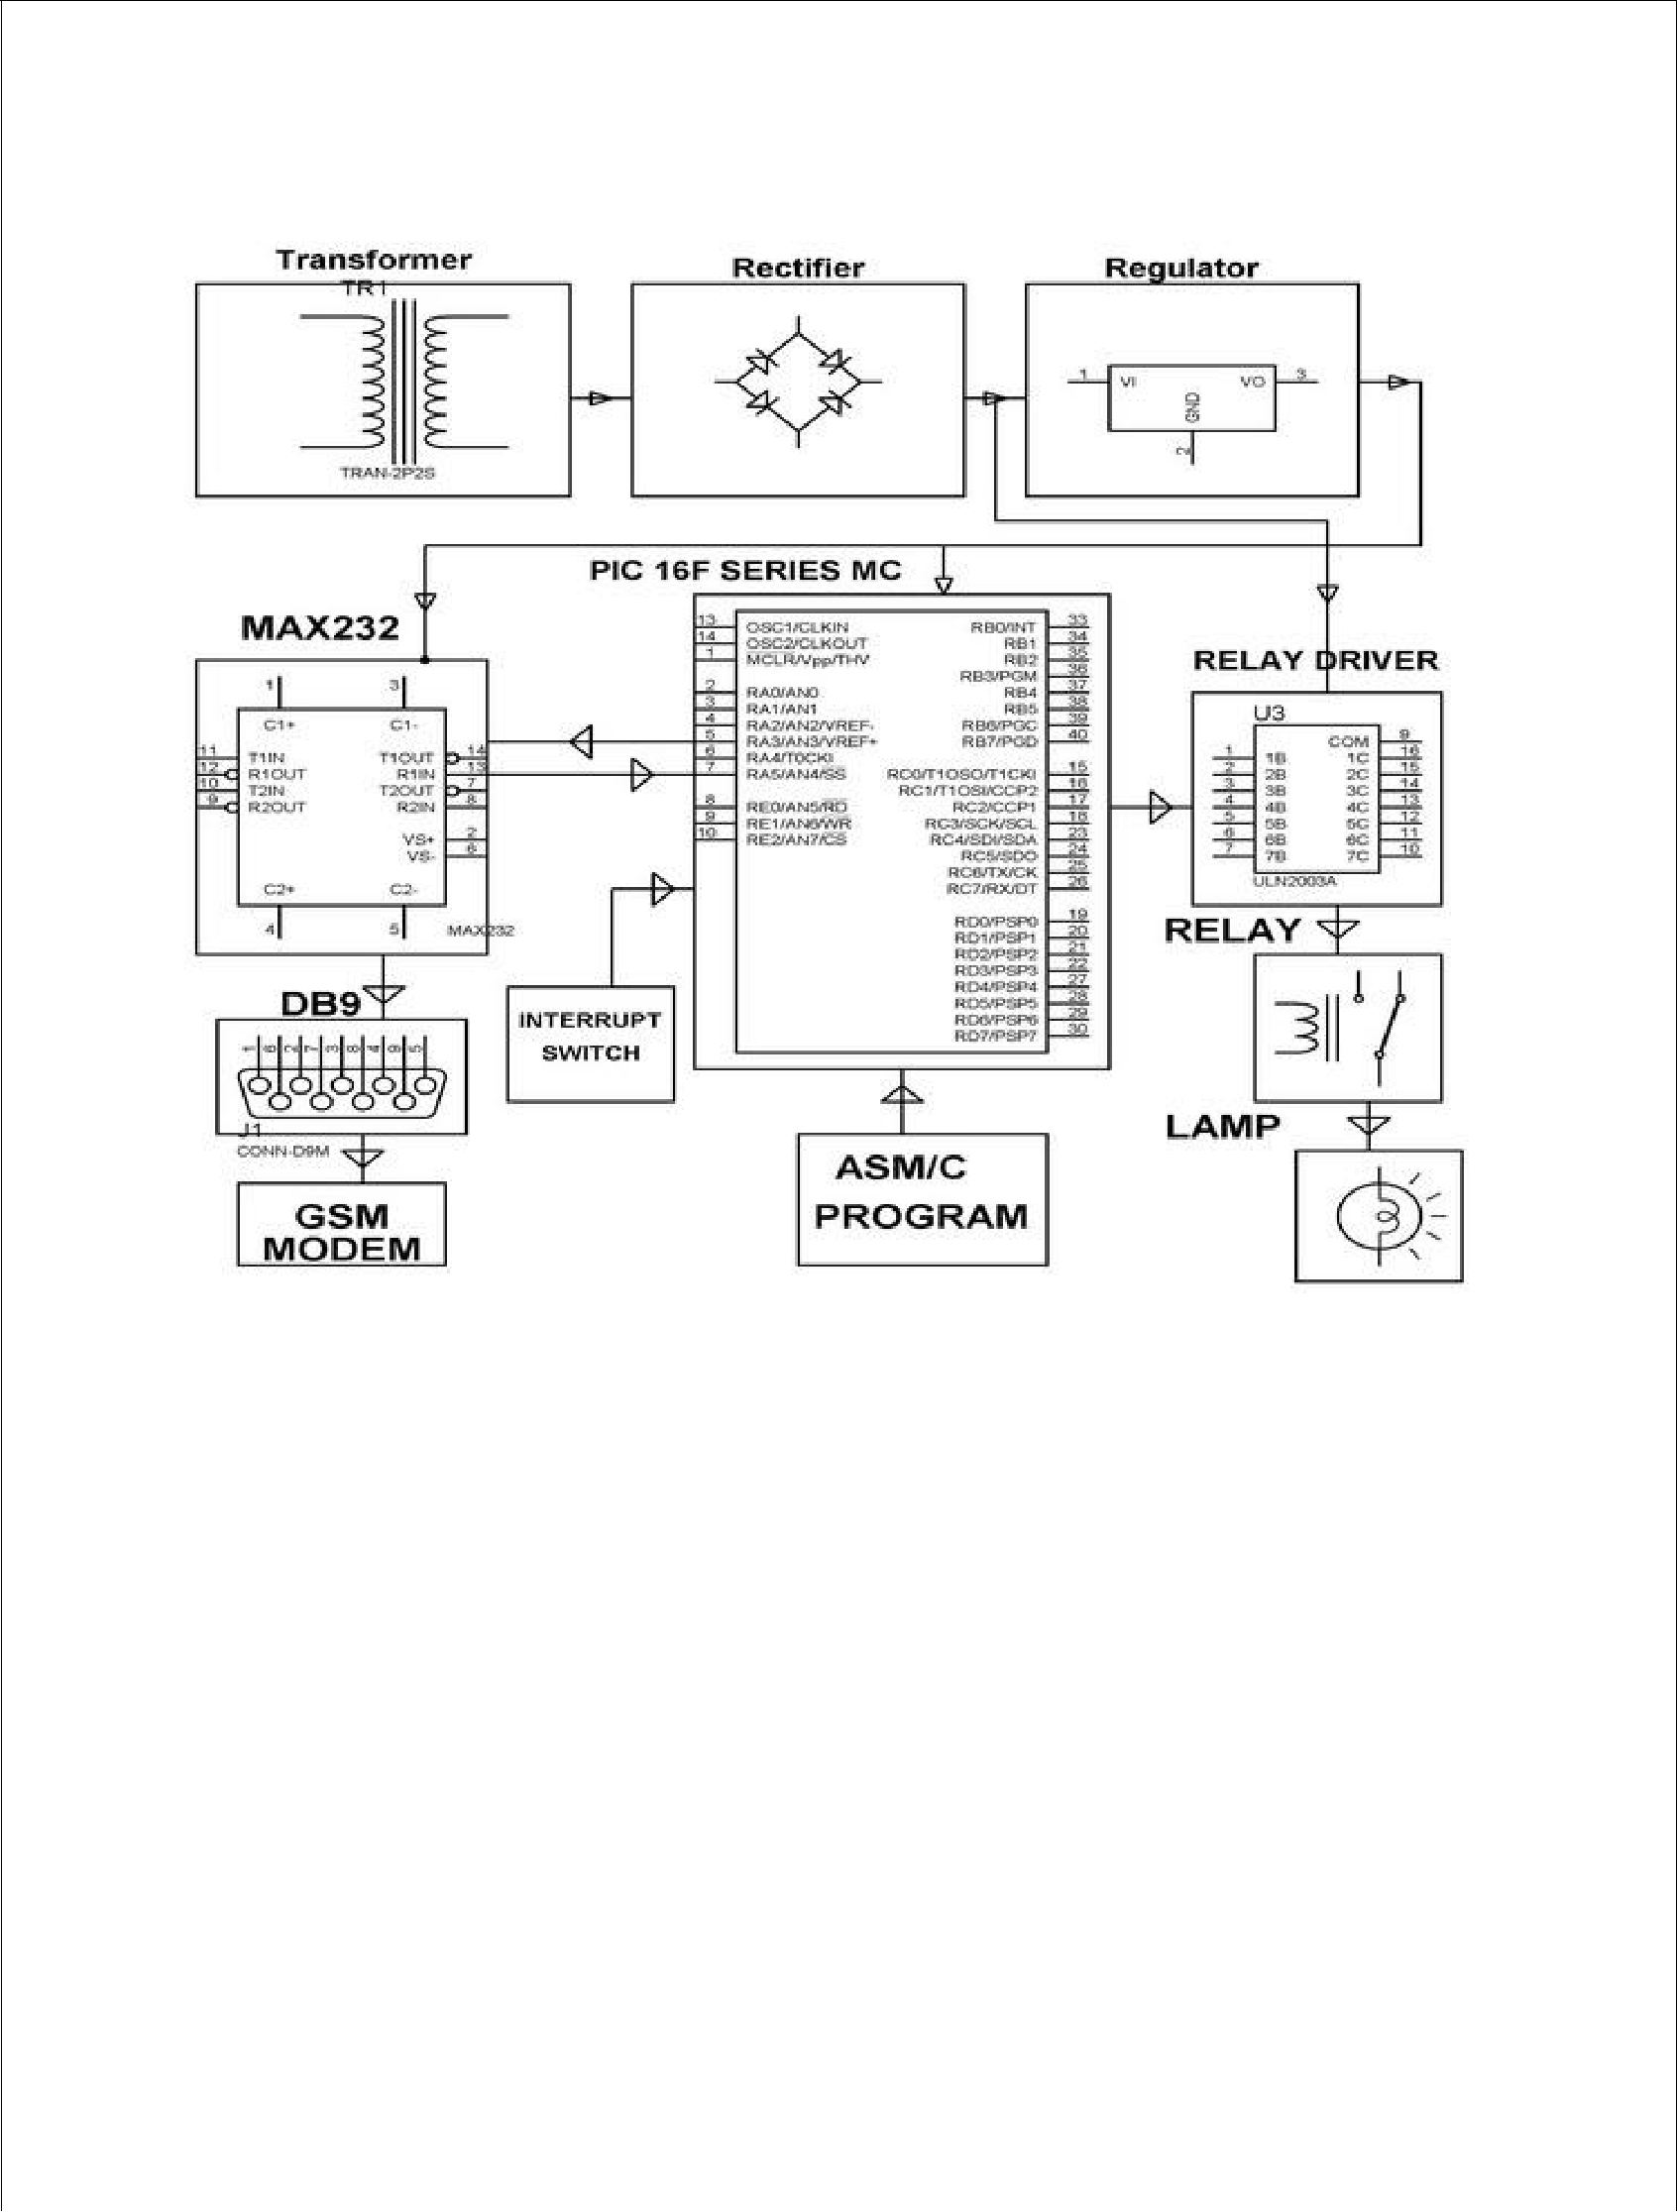 Transformer
Rectifier
Regulator
TR1
TRAN-2P2S
1
VI
VO
3
GND
2
PIC 16F SERIES MC
MAX232
1
3
C1+
C1-
11
T1IN
T1OUT
14
12
R1OUT
R1IN
13
10
T2IN
T2OUT
7
9
R2OUT
R2IN
8
VS+
2
VS-
6
C2+
C2-
4
5
MAX232
13
OSC1/CLKIN
RB0/INT
33
14
OSC2/CLKOUT
RB1
34
1
MCLR/Vpp/THV
RB2
35
RB3/PGM
36
2
RA0/AN0
RB4
37
3
RA1/AN1
RB5
38
4
RA2/AN2/VREF-
RB6/PGC
39
5
RA3/AN3/VREF+
RB7/PGD
40
6
RA4/T0CKI
7
RA5/AN4/SS
RC0/T1OSO/T1CKI
15
RC1/T1OSI/CCP2
16
8
RE0/AN5/RD
RC2/CCP1
17
9
RE1/AN6/WR
RC3/SCK/SCL
18
10
RE2/AN7/CS
RC4/SDI/SDA
23
RC5/SDO
24
RC6/TX/CK
25
RC7/RX/DT
26
RD0/PSP0
19
RD1/PSP1
20
RD2/PSP2
21
RD3/PSP3
22
RD4/PSP4
27
RD5/PSP5
28
RD6/PSP6
29
RD7/PSP7
30
RELAY DRIVER
U3
COM
9
1
1B
1C
16
2
2B
2C
15
3
3B
3C
14
4
4B
4C
13
5
5B
5C
12
6
6B
6C
11
7
7B
7C
10
ULN2003A
RELAY
LAMP
DB9
1
6
2
7
3
8
4
9
5
J1
CONN-D9M
GSM
MODEM
INTERRUPT
SWITCH
ASM/C
PROGRAM